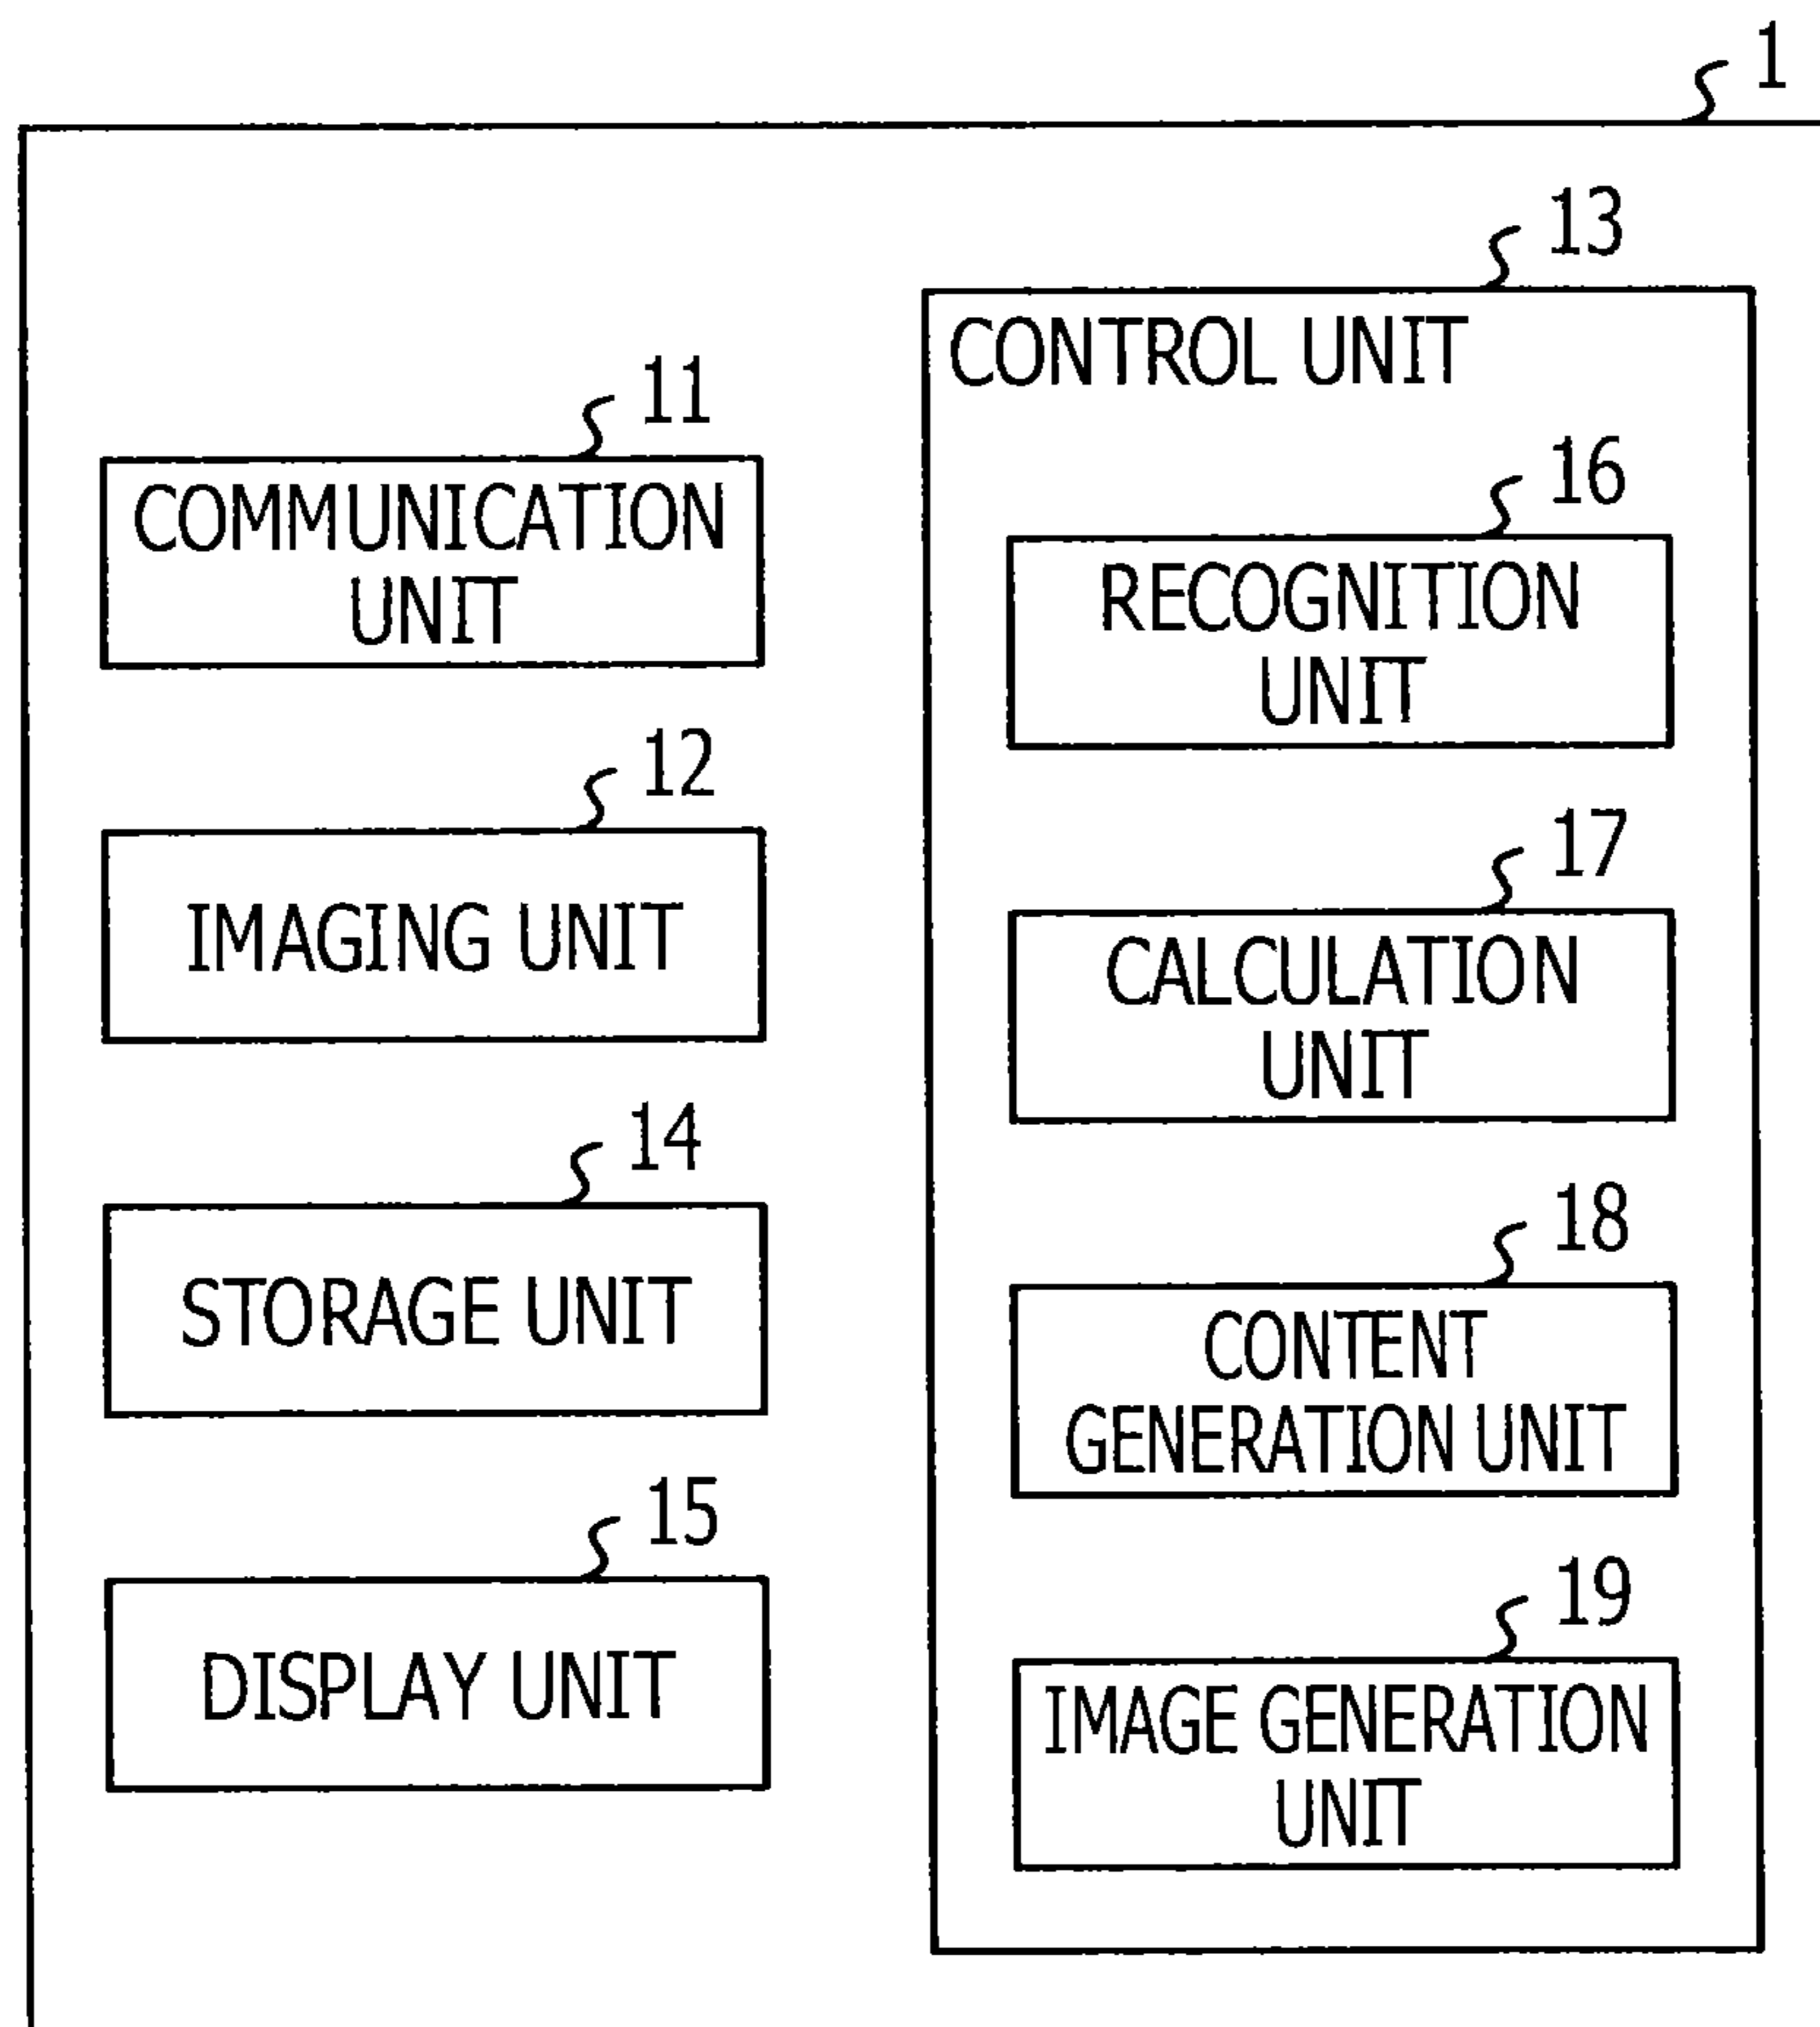 1
11
COMMUNICATION
UNIT
12
IMAGING UNIT
14
STORAGE UNIT
15
DISPLAY UNIT
13
CONTROL UNIT
16
RECOGNITION
UNIT
17
CALCULATION
UNIT
18
CONTENT
GENERATION UNIT
19
IMAGE GENERATION
UNIT